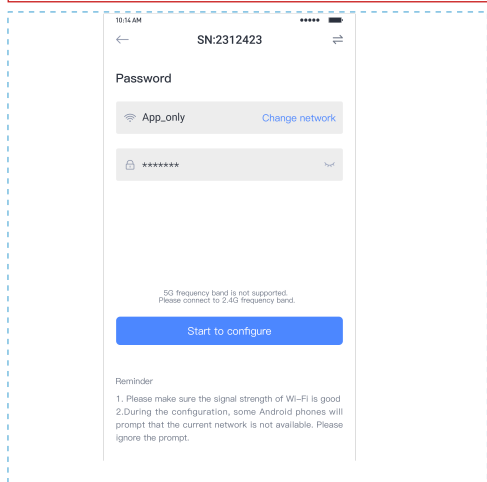 10:14 AM
SN:2312423
Password
App_only Change network
*******
5G frequency band is not supported.
Please connect to 2.4G frequency band.
Start to configure
Reminder
1. Please make sure the signal strength of Wi-Fi is good
2.During the configuration, some Android phones will
prompt that the current network is not available. Please
ignore the prompt.